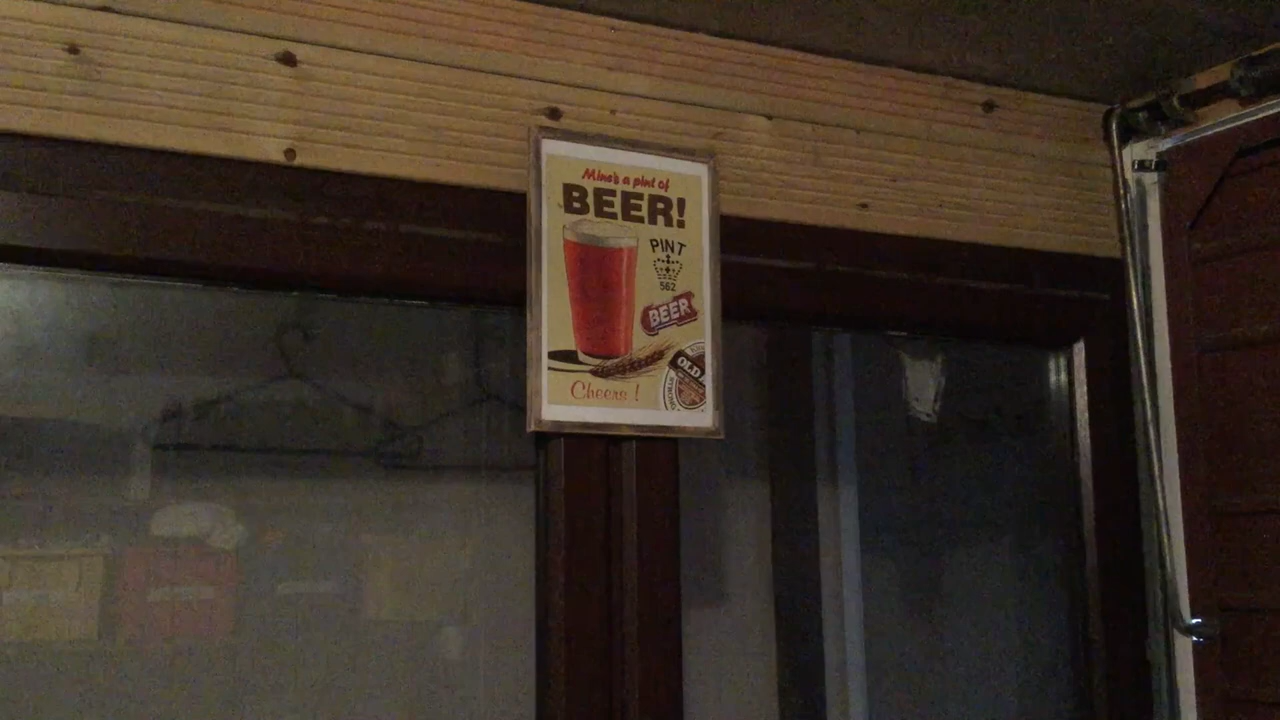 Mine's a pint of
BEER!
PINT
562
BEER
OLD
Cheers !